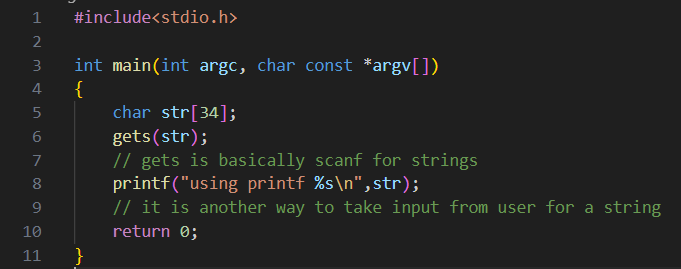 1 #include<stdio.h>
2
3 int main(int argc, char const *argv[])
4 {
5     char str[34];
6     gets(str);
7     // gets is basically scanf for strings
8     printf("using printf %s\n",str);
9     // it is another way to take input from user for a string
10     return 0;
11 }